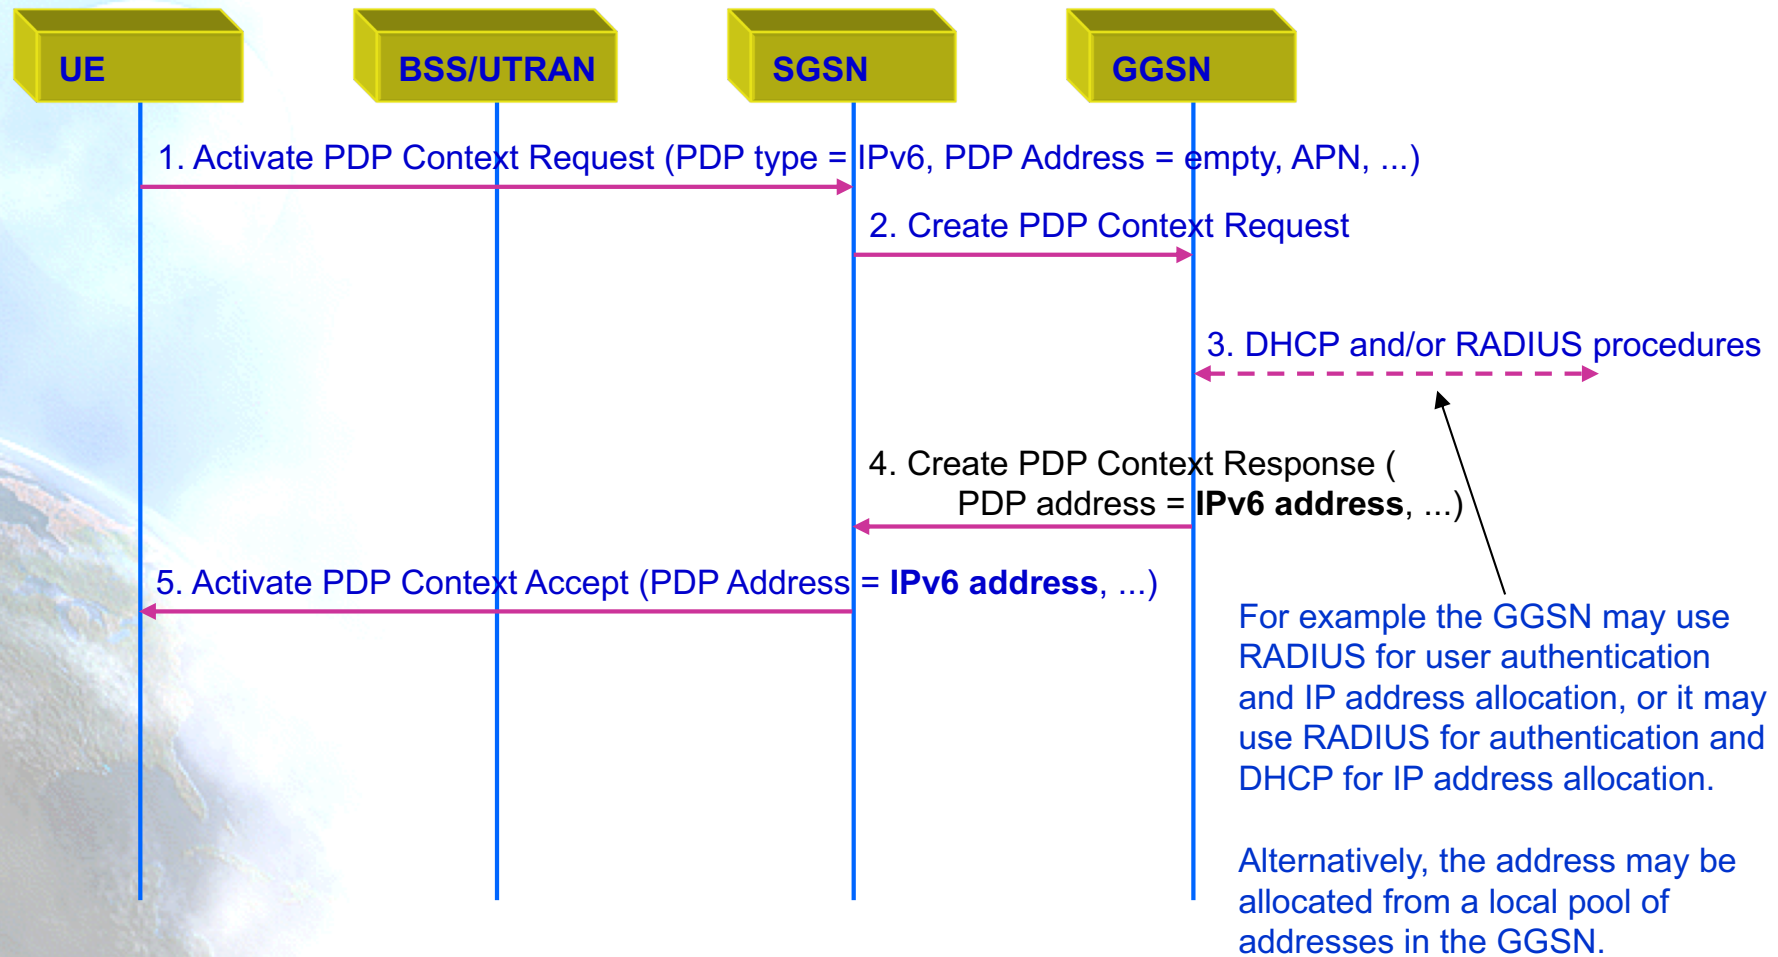 UE
BSS/UTRAN
SGSN
GGSN
1. Activate PDP Context Request (PDP type = IPv6, PDP Address = empty, APN, ...)
2. Create PDP Context Request
3. DHCP and/or RADIUS procedures
4. Create PDP Context Response (
PDP address = IPv6 address, ...)
5. Activate PDP Context Accept (PDP Address = IPv6 address, ...)
For example the GGSN may use
RADIUS for user authentication
and IP address allocation, or it may
use RADIUS for authentication and
DHCP for IP address allocation.
Alternatively, the address may be
allocated from a local pool of
addresses in the GGSN.